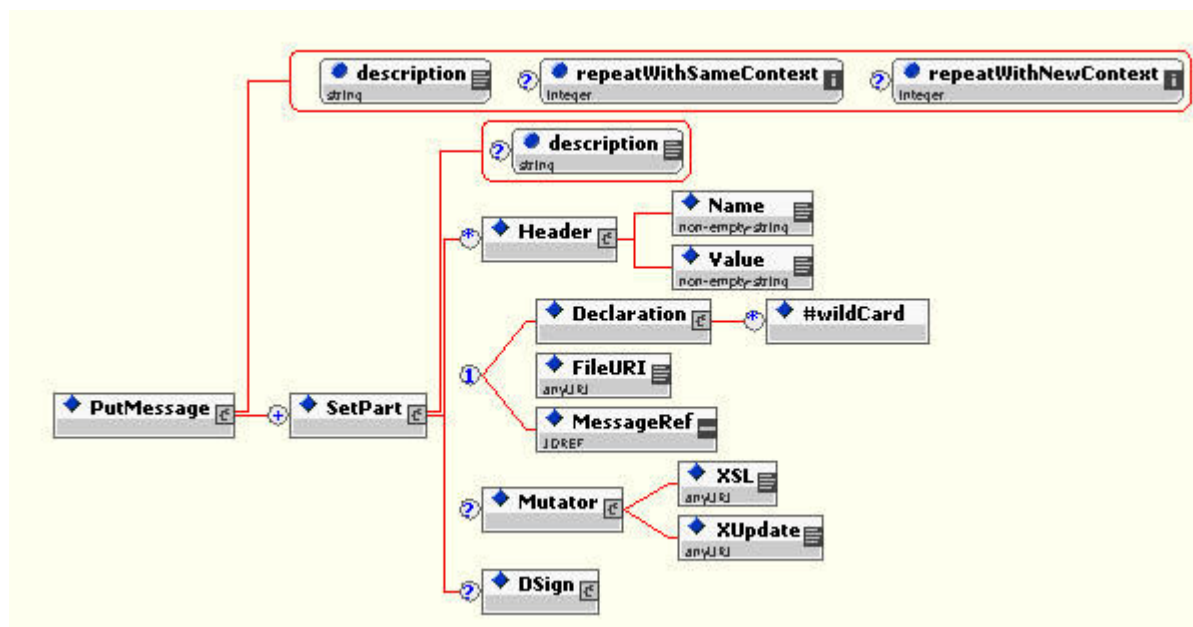 description
string
?
repeatWithSameContext
integer
?
repeatWithNewContext
integer
?
description
string
*
Header
Name
non-empty-string
Value
non-empty-string
1
Declaration
*
#wildCard
FileURI
anyURI
MessageRef
IDREF
PutMessage
+
SetPart
?
Mutator
XSL
anyURI
XUpdate
anyURI
?
DSign